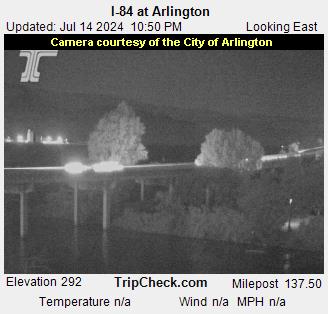 I-84 at Arlington
Updated: Jul 14 2024 10:50 PM Looking East
Camera courtesy of the City of Arlington
Elevation 292 TripCheck.com Milepost 137.50
Temperature n/a Wind n/a MPH n/a